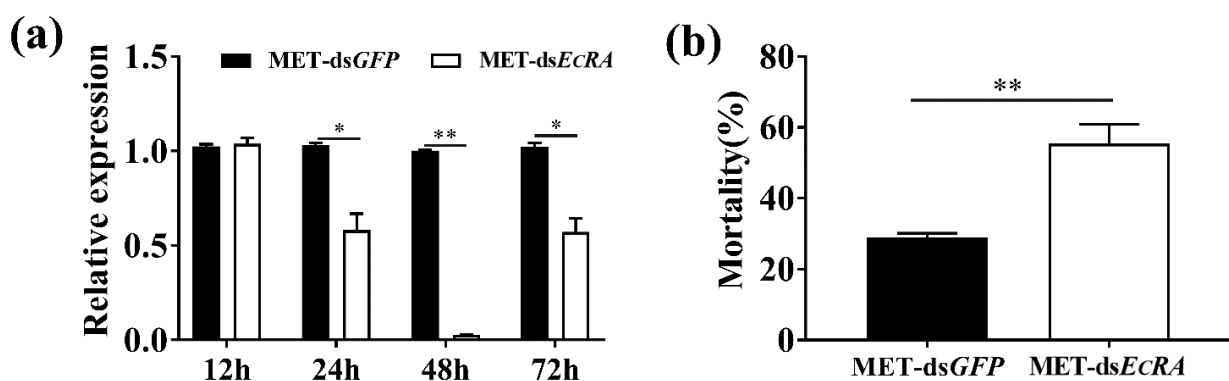 (a)
Relative expression
1.5
1.0
0.5
0.0
MET-dsGFP MET-dsEcRA
*
**
*
12h 24h 48h 72h
(b)
Mortality(%)
80
60
40
20
0
**
MET-dsGFP MET-dsEcRA